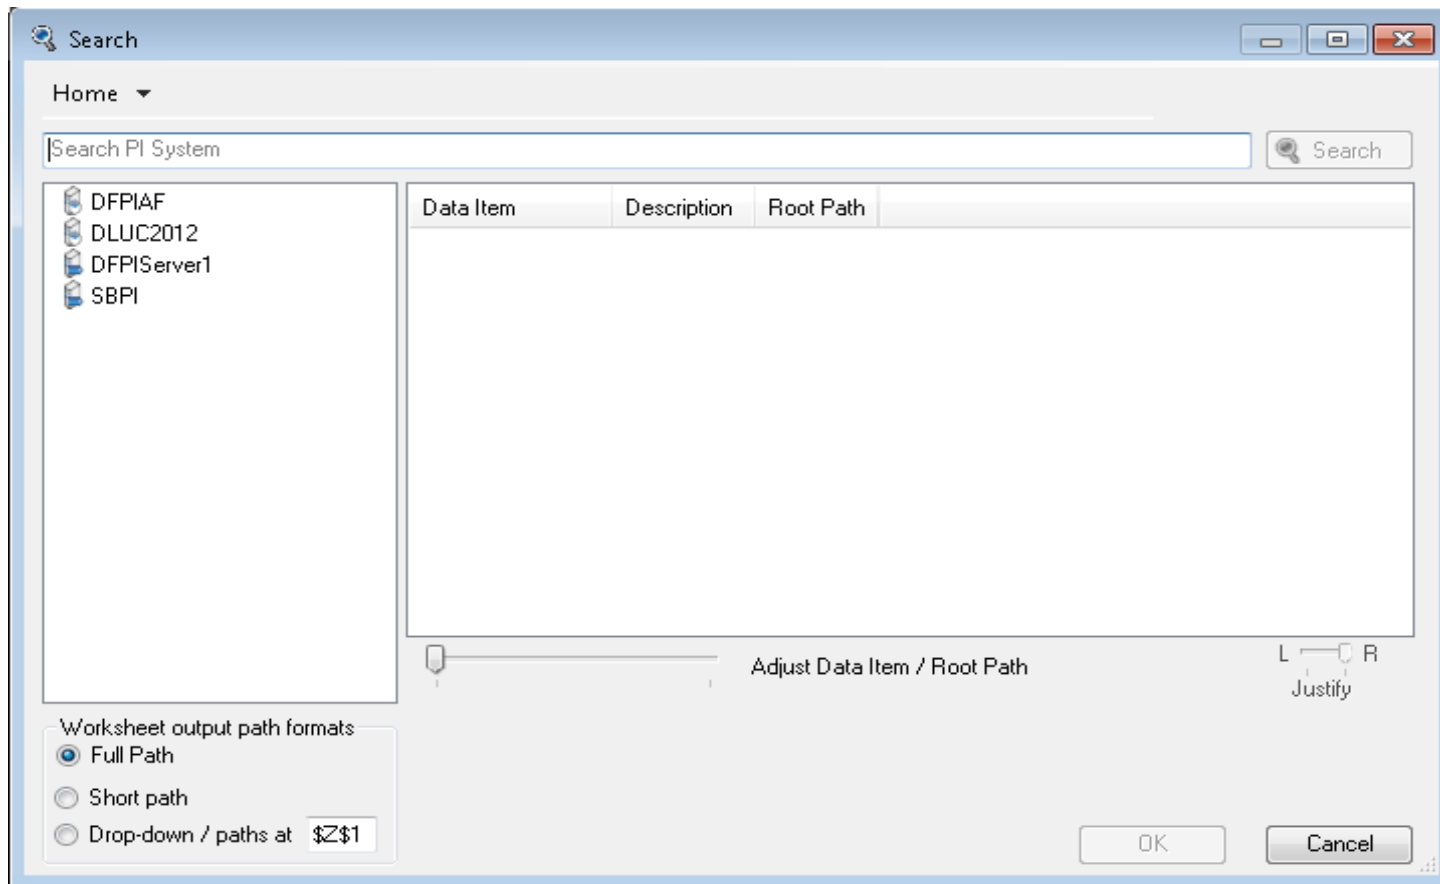 Search
Home
Search PI System
Search
DFPIAF
DLUC2012
DFPIServer1
SBPI
Data Item Description Root Path
Adjust Data Item / Root Path
L R
Justify
Worksheet output path formats
Full Path
Short path
Drop-down / paths at $Z$1
OK Cancel